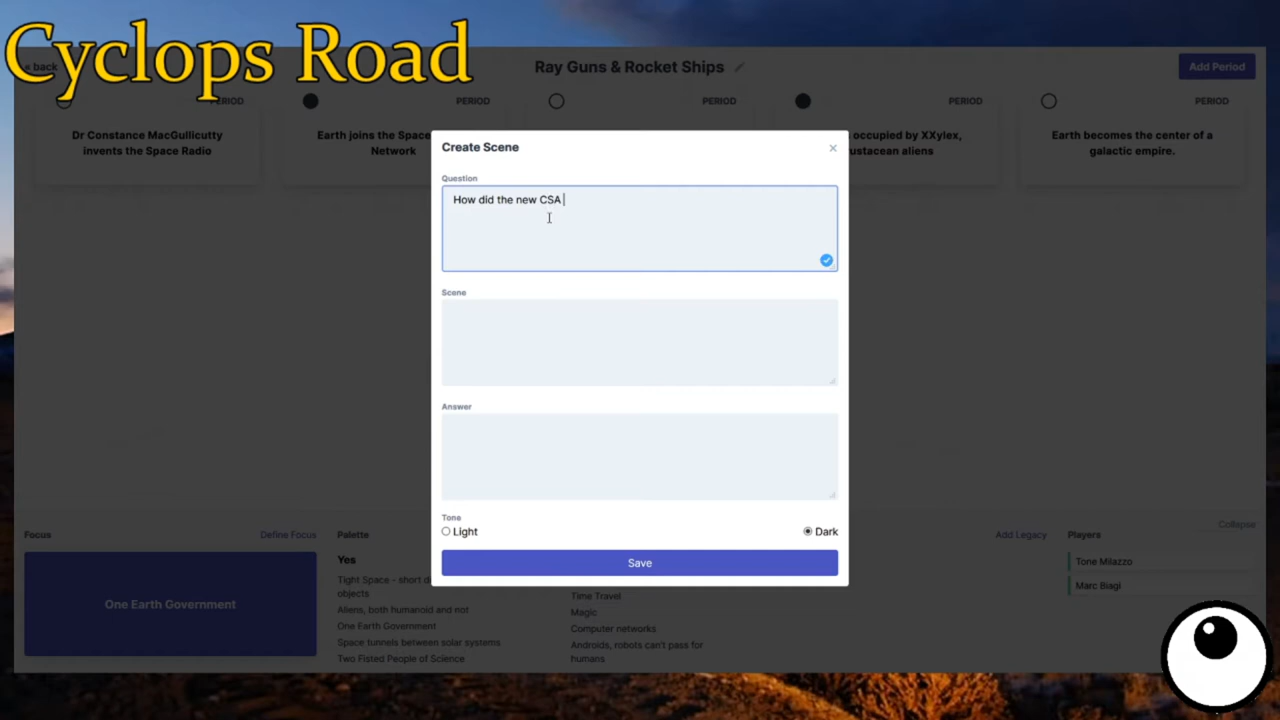 Cyclops Road
back
Ray Guns & Rocket Ships
Add Period
PERIOD
PERIOD
PERIOD
PERIOD
PERIOD
Dr Constance MacGullicutty
invents the Space Radio
Earth joins the Space
Network
occupied by XXylex,
rustacean aliens
Earth becomes the center of a
galactic empire.
Create Scene
×
Question
How did the new CSA
Scene
Answer
Tone
Light
Dark
Save
Focus
Define Focus
One Earth Government
Palette
Yes
Tight Space - short di
objects
Aliens, both humanoid and not
One Earth Government
Space tunnels between solar systems
Two Fisted People of Science
Time Travel
Magic
Computer networks
Androids, robots can't pass for
humans
Add Legacy
Collapse
Players
Tone Milazzo
Marc Biagi